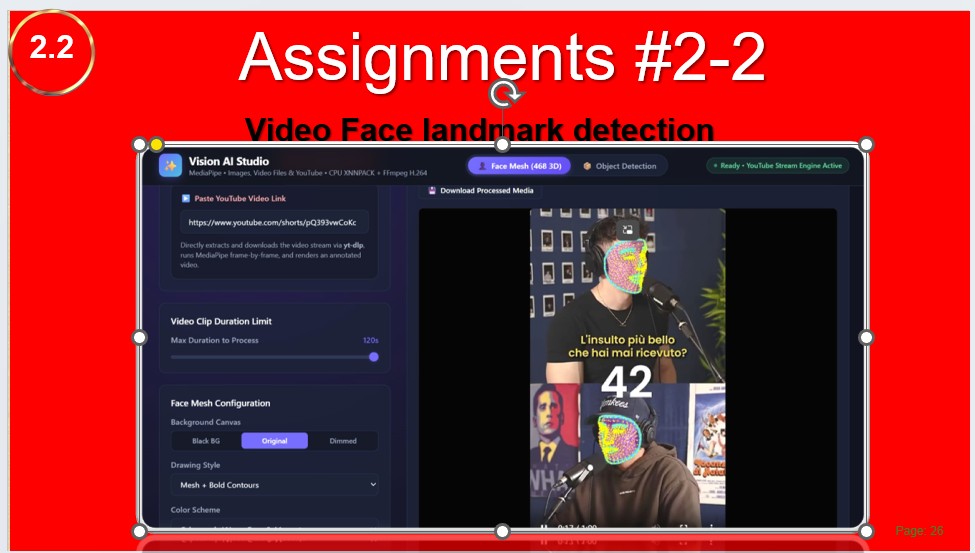 2.2
Assignments #2-2
Video Face landmark detection
Vision AI Studio
MediaPipe • Images, Video Files & YouTube • CPU XNNPACK + FFmpeg H.264
Face Mesh (468 3D)
Object Detection
Ready • YouTube Stream Engine Active
Paste YouTube Video Link
https://www.youtube.com/shorts/pQ393vwCoKc
Directly extracts and downloads the video stream via yt-dlp,
runs MediaPipe frame-by-frame, and renders an annotated
video.
Video Clip Duration Limit
Max Duration to Process
120s
Face Mesh Configuration
Background Canvas
Black BG
Original
Dimmed
Drawing Style
Mesh + Bold Contours
Color Scheme
Download Processed Media
L'insulto più bello
che hai mai ricevuto?
42
Page: 26